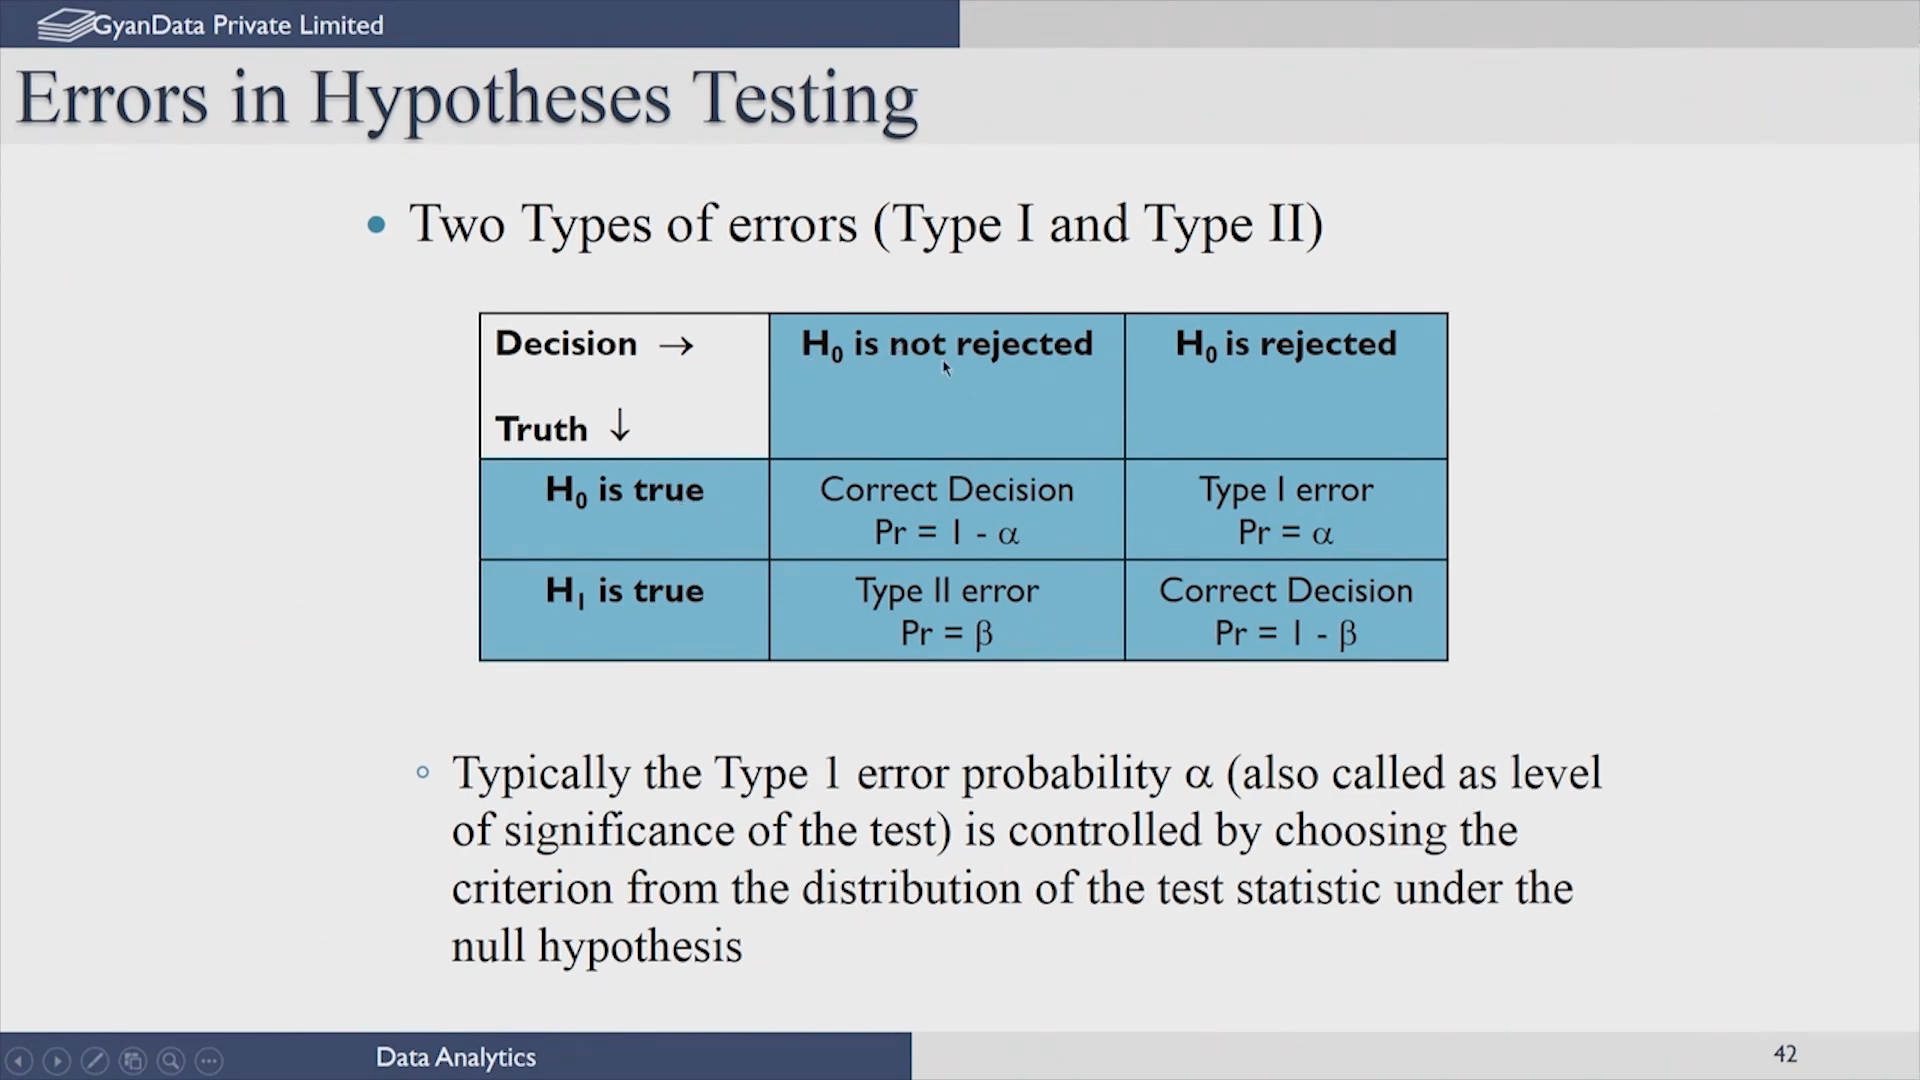 GyanData Private Limited
Errors in Hypotheses Testing
• Two Types of errors (Type I and Type II)
Decision →
Truth ↓
H₀ is not rejected
H₀ is rejected
H₀ is true
Correct Decision
Pr = 1 - α
Type I error
Pr = α
H₁ is true
Type II error
Pr = β
Correct Decision
Pr = 1 - β
◦ Typically the Type 1 error probability α (also called as level
of significance of the test) is controlled by choosing the
criterion from the distribution of the test statistic under the
null hypothesis
Data Analytics
42